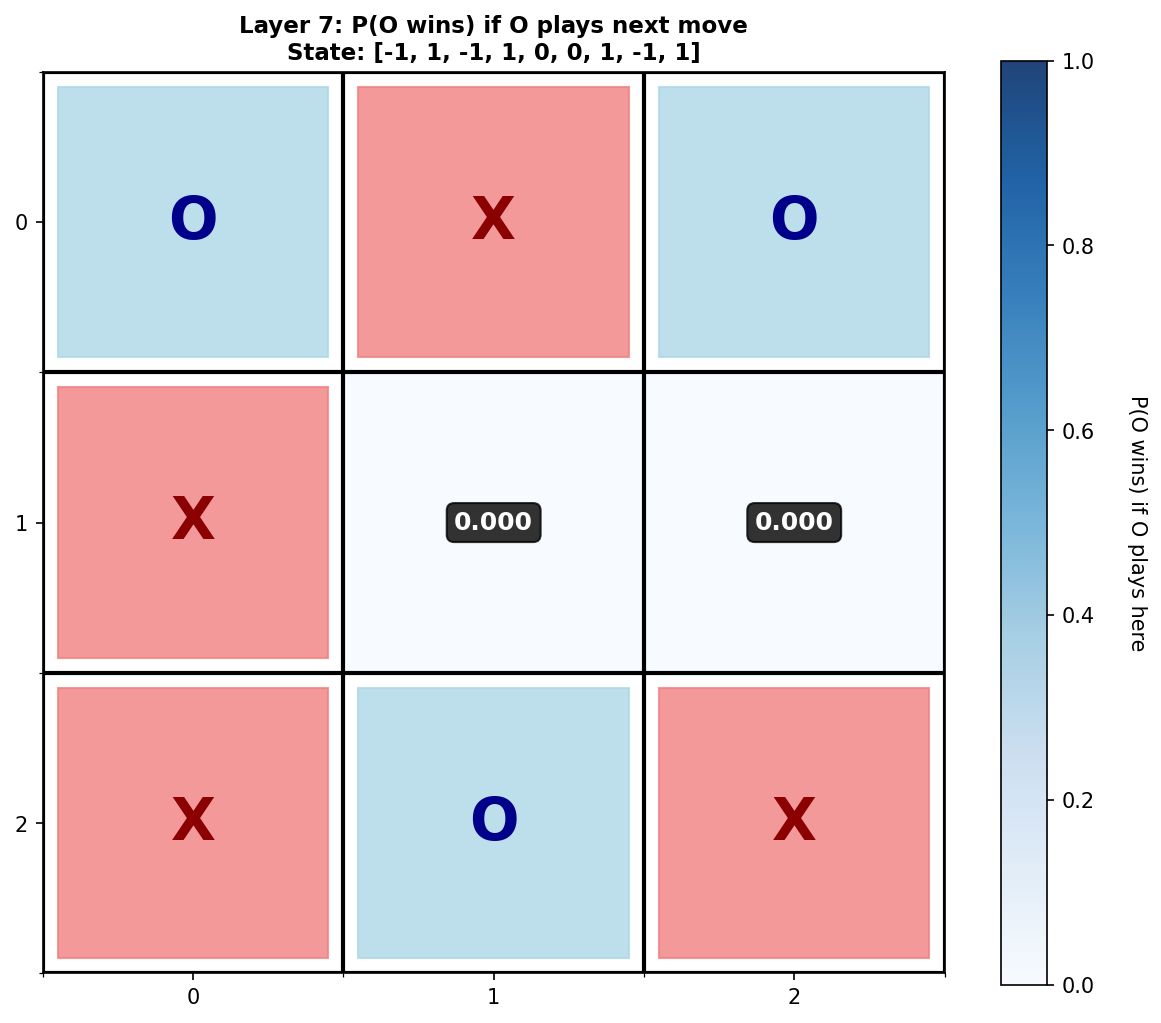 Layer 7: P(O wins) if O plays next move
State: [-1, 1, -1, 1, 0, 0, 1, -1, 1]
O X O
0
X 0.000 0.000
1
X O X
2
0 1 2
1.0
0.8
0.6
0.4
0.2
0.0
P(O wins) if O plays here